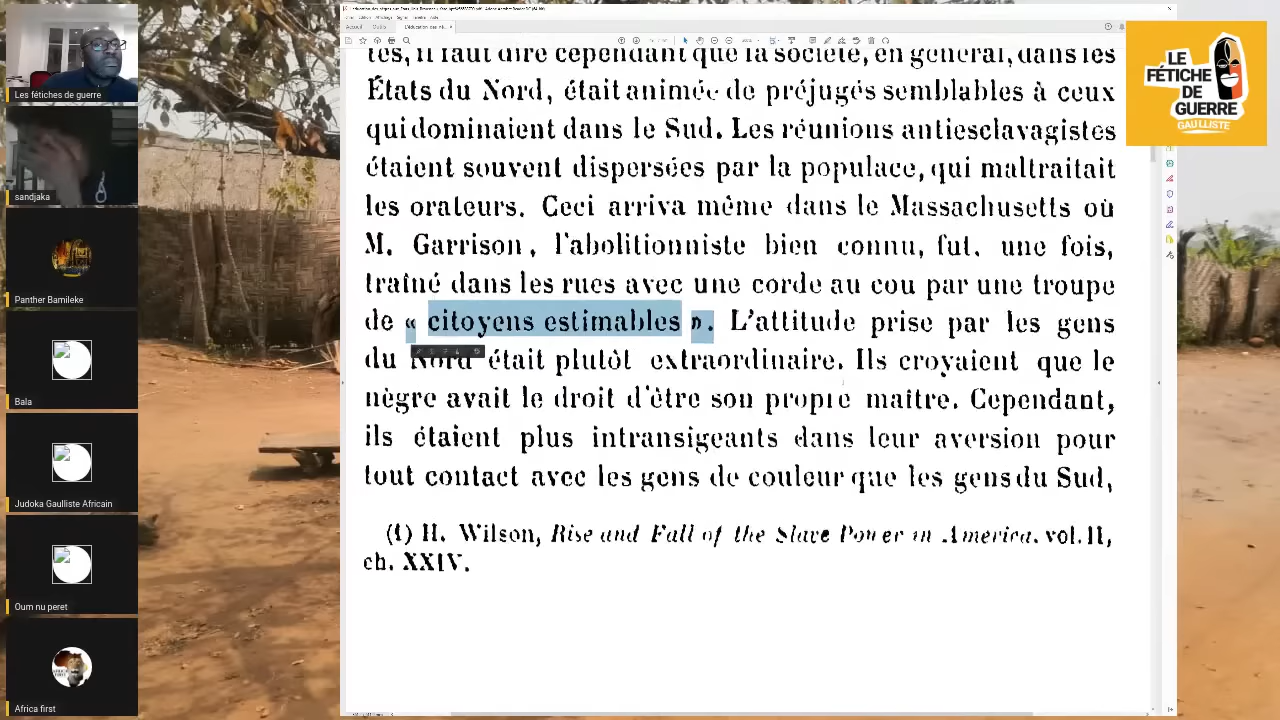 Les fétiches de guerre
sandjaka
Panther Bamileke
Bala
Judoka Gaulliste Africain
Oum nu peret
Africa first
Accueil Outils
tés, il faut dire cependant que la société, en général, dans les
États du Nord, était animée de préjugés semblables à ceux
qui dominaient dans le Sud. Les réunions antiesclavagistes
étaient souvent dispersées par la populace, qui maltraitait
les orateurs. Ceci arriva même dans le Massachusetts où
M. Garrison, l'abolitionniste bien connu, fut, une fois,
traîné dans les rues avec une corde au cou par une troupe
de « citoyens estimables ». L'attitude prise par les gens
du Nord était plutôt extraordinaire. Ils croyaient que le
nègre avait le droit d'être son propre maître. Cependant,
ils étaient plus intransigeants dans leur aversion pour
tout contact avec les gens de couleur que les gens du Sud,
(1) H. Wilson, Rise and Fall of the Slave Power in America. vol. II,
ch. XXIV.
LE
FÉTICHE
DE
GUERRE
GAULLISTE